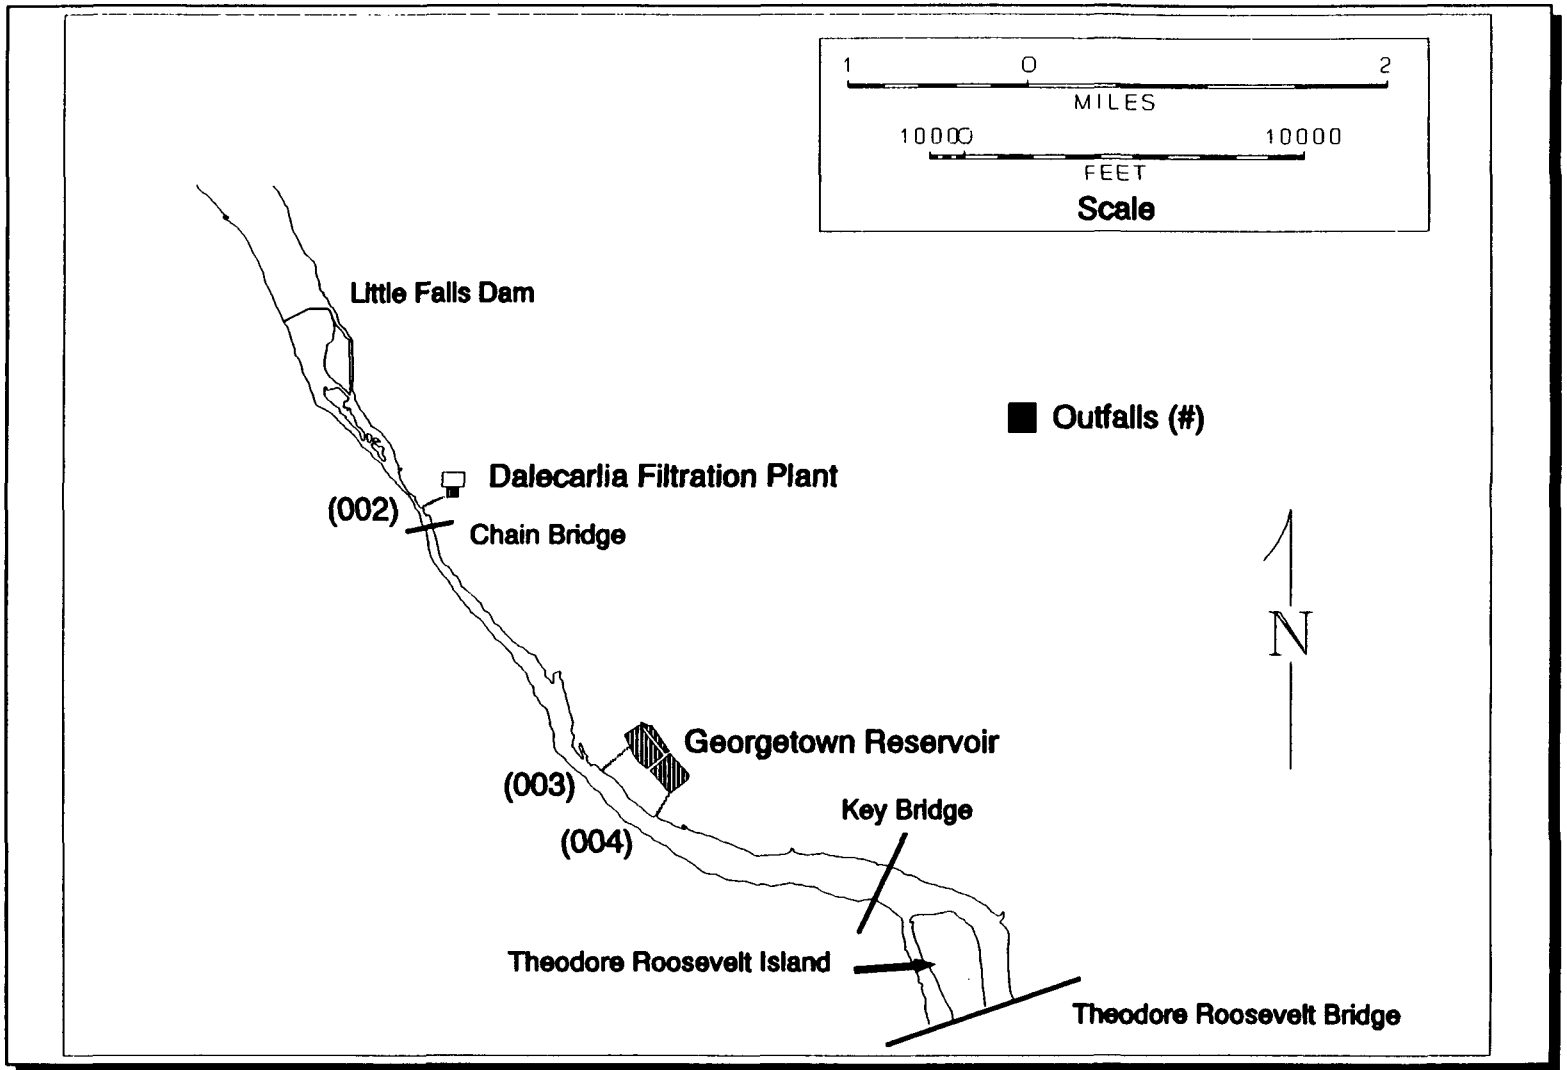 1 0 2
MILES
10000 10000
FEET
Scale
Little Falls Dam
Outfalls (#)
Dalecarlia Filtration Plant
(002)
Chain Bridge
N
Georgetown Reservoir
(003)
Key Bridge
(004)
Theodore Roosevelt Island
Theodore Roosevelt Bridge